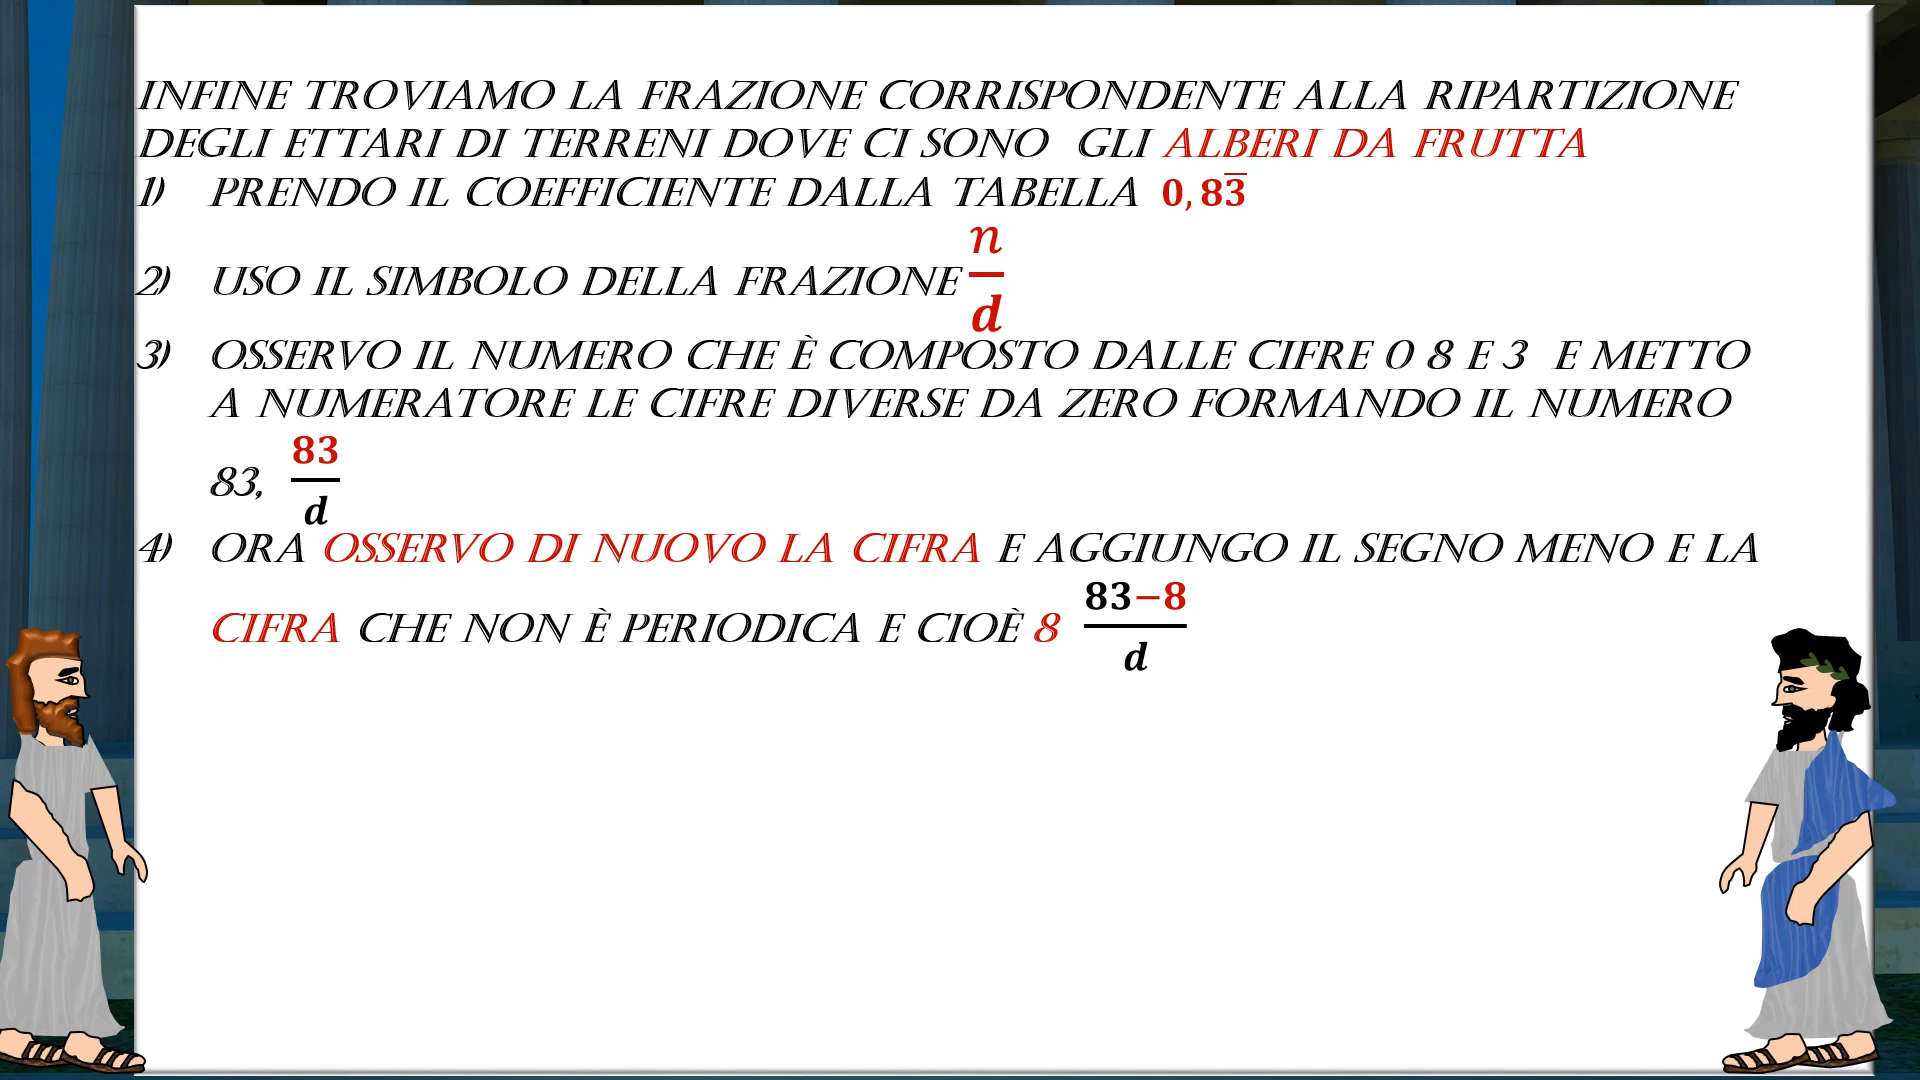 INFINE TROVIAMO LA FRAZIONE CORRISPONDENTE ALLA RIPARTIZIONE
DEGLI ETTARI DI TERRENI DOVE CI SONO GLI ALBERI DA FRUTTA
1) PRENDO IL COEFFICIENTE DALLA TABELLA 0,83̅
2) USO IL SIMBOLO DELLA FRAZIONE n/d
3) OSSERVO IL NUMERO CHE È COMPOSTO DALLE CIFRE 0 8 E 3 E METTO
A NUMERATORE LE CIFRE DIVERSE DA ZERO FORMANDO IL NUMERO
83, 83/d
4) ORA OSSERVO DI NUOVO LA CIFRA E AGGIUNGO IL SEGNO MENO E LA
CIFRA CHE NON È PERIODICA E CIOÈ 8 83−8/d